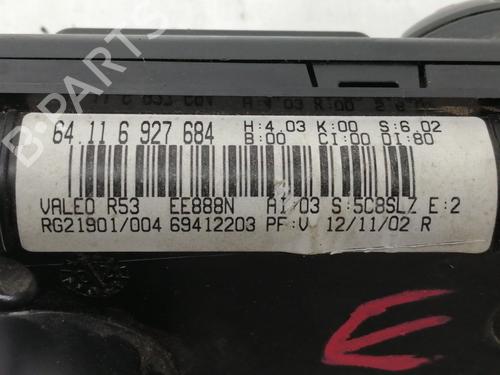 64.11 6 927 684 H:4.03 K:00 S:6.02
B:00 CI:00 DI:80
VALEO R53 EE888N AI/03 S:5C8SLZ E:2
RG21901/004 69412203 PF:V 12/11/02 R
E
B-PARTS